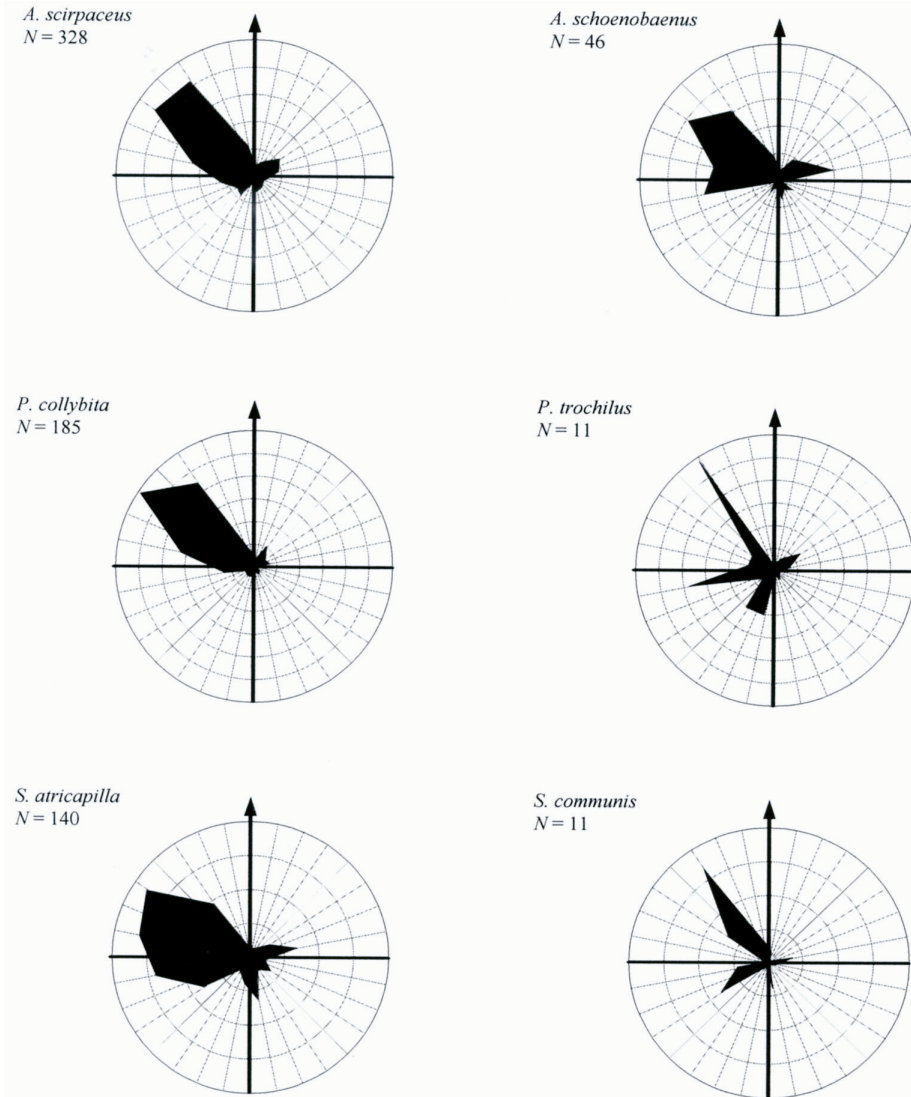 A. scirpaceus
N = 328
A. schoenobaenus
N = 46
P. collybita
N = 185
P. trochilus
N = 11
S. atricapilla
N = 140
S. communis
N = 11